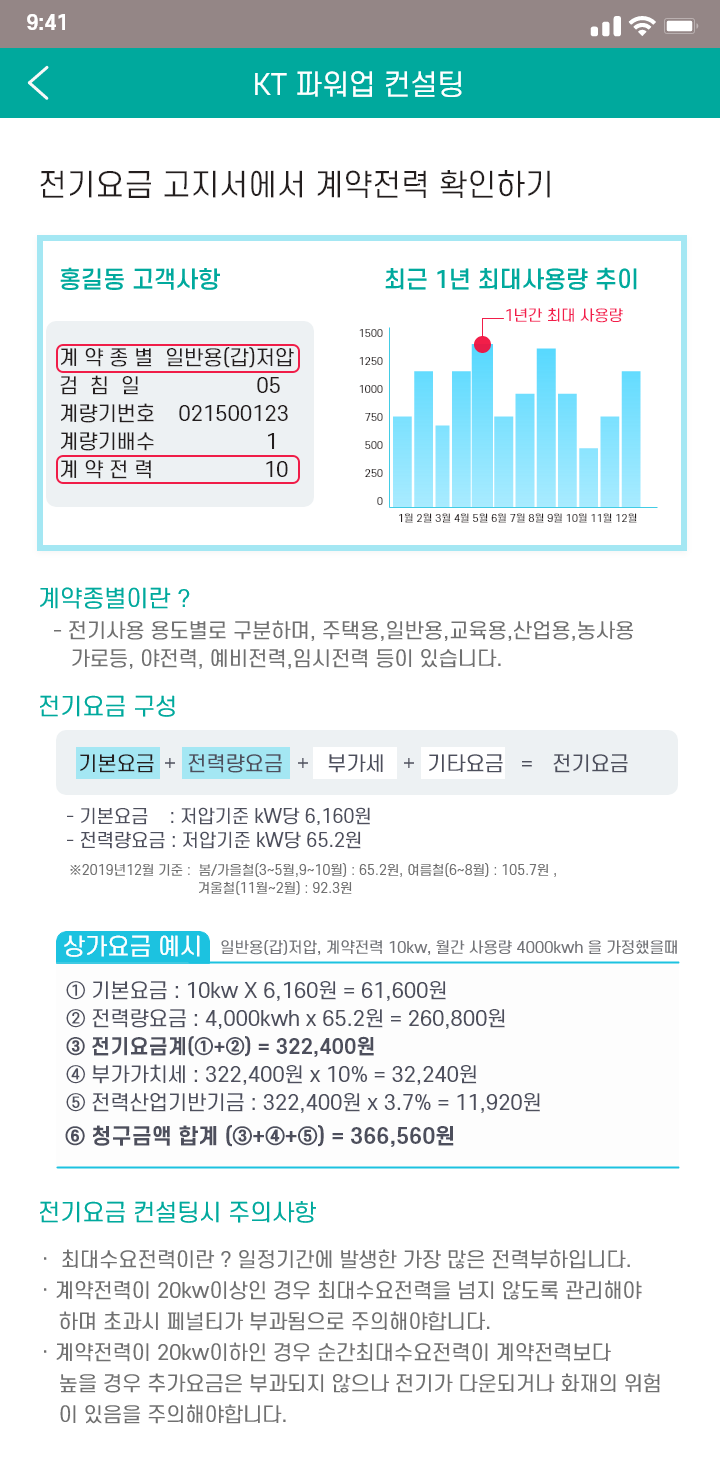 9:41
KT 파워업 컨설팅
전기요금 고지서에서 계약전력 확인하기
홍길동 고객사항
계 약 종 별 일반용(갑)저압
검 침 일 05
계량기번호 021500123
계량기배수 1
계 약 전 력 10
최근 1년 최대사용량 추이
1년간 최대 사용량
1500
1250
1000
750
500
250
0
1월 2월 3월 4월 5월 6월 7월 8월 9월 10월 11월 12월
계약종별이란 ?
- 전기사용 용도별로 구분하며, 주택용,일반용,교육용,산업용,농사용
가로등, 야전력, 예비전력,임시전력 등이 있습니다.
전기요금 구성
기본요금 + 전력량요금 + 부가세 + 기타요금 = 전기요금
- 기본요금 : 저압기준 kW당 6,160원
- 전력량요금 : 저압기준 kW당 65.2원
※2019년12월 기준 : 봄/가을철(3~5월,9~10월) : 65.2원, 여름철(6~8월) : 105.7원 ,
겨울철(11월~2월) : 92.3원
상가요금 예시 일반용(갑)저압, 계약전력 10kw, 월간 사용량 4000kwh 을 가정했을때
① 기본요금 : 10kw X 6,160원 = 61,600원
② 전력량요금 : 4,000kwh x 65.2원 = 260,800원
③ 전기요금계(①+②) = 322,400원
④ 부가가치세 : 322,400원 x 10% = 32,240원
⑤ 전력산업기반기금 : 322,400원 x 3.7% = 11,920원
⑥ 청구금액 합계 (③+④+⑤) = 366,560원
전기요금 컨설팅시 주의사항
· 최대수요전력이란 ? 일정기간에 발생한 가장 많은 전력부하입니다.
· 계약전력이 20kw이상인 경우 최대수요전력을 넘지 않도록 관리해야
하며 초과시 페널티가 부과됨으로 주의해야합니다.
· 계약전력이 20kw이하인 경우 순간최대수요전력이 계약전력보다
높을 경우 추가요금은 부과되지 않으나 전기가 다운되거나 화재의 위험
이 있음을 주의해야합니다.